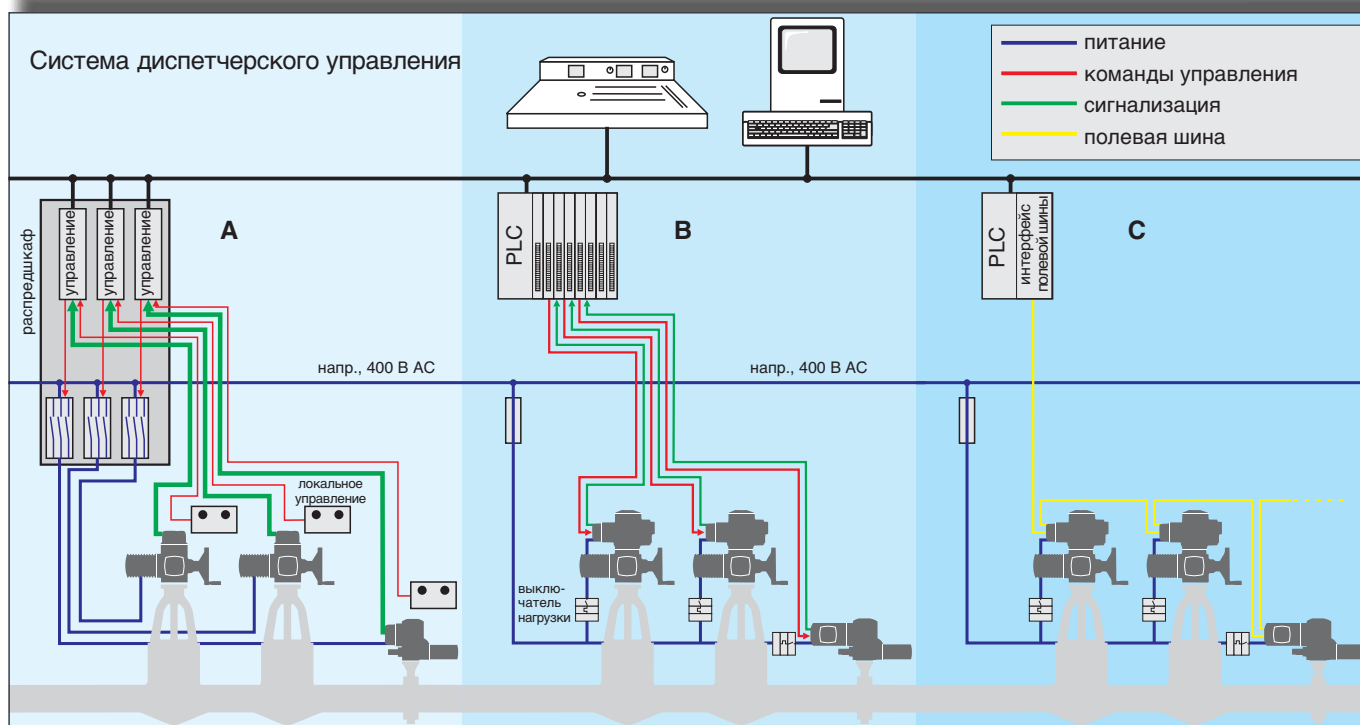 Система диспетчерского управления
питание
команды управления
сигнализация
полевая шина
распредшкаф
управление
управление
управление
A
PLC
B
PLC
интерфейс
полевой шины
C
напр., 400 В AC
напр., 400 В AC
локальное
управление
выклю-
чатель
нагрузки